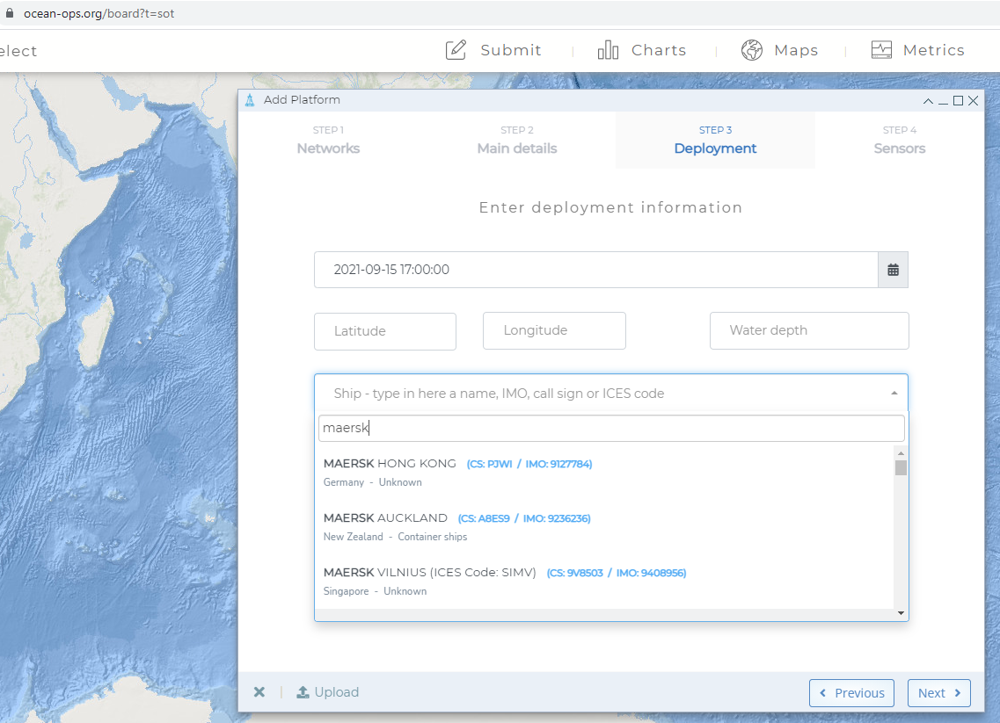 ocean-ops.org/board?t=sot
elect
Submit
Charts
Maps
Metrics
Add Platform
STEP 1
Networks
STEP 2
Main details
STEP 3
Deployment
STEP 4
Sensors
Enter deployment information
2021-09-15 17:00:00
Latitude
Longitude
Water depth
Ship - type in here a name, IMO, call sign or ICES code
maersk
MAERSK HONG KONG (CS: PJWI / IMO: 9127784)
Germany - Unknown
MAERSK AUCKLAND (CS: A8ES9 / IMO: 9236236)
New Zealand - Container ships
MAERSK VILNIUS (ICES Code: SIMV) (CS: 9V8503 / IMO: 9408956)
Singapore - Unknown
Upload
Previous
Next